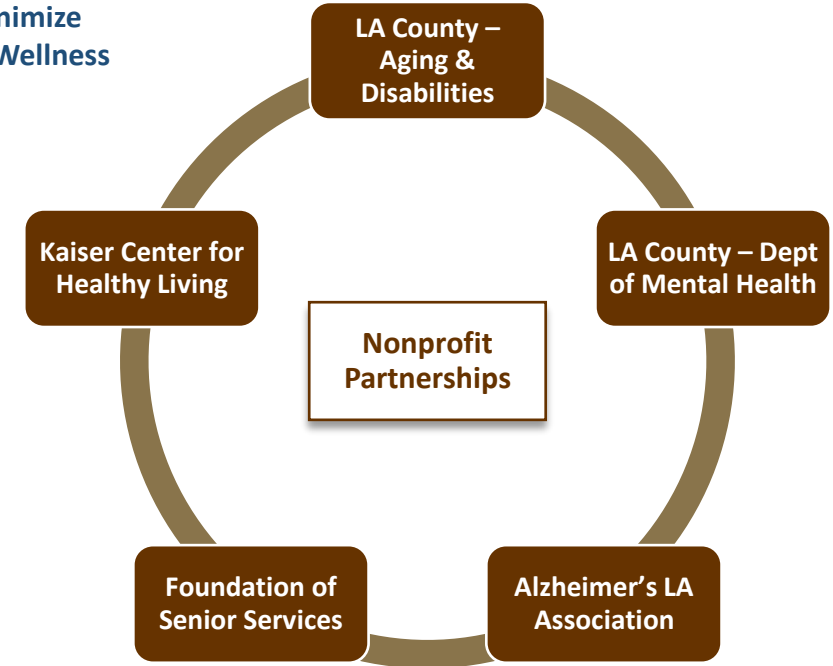 Wellness
LA County –
Aging &
Disabilities
Kaiser Center for
Healthy Living
LA County – Dept
of Mental Health
Nonprofit
Partnerships
Foundation of
Senior Services
Alzheimer's LA
Association